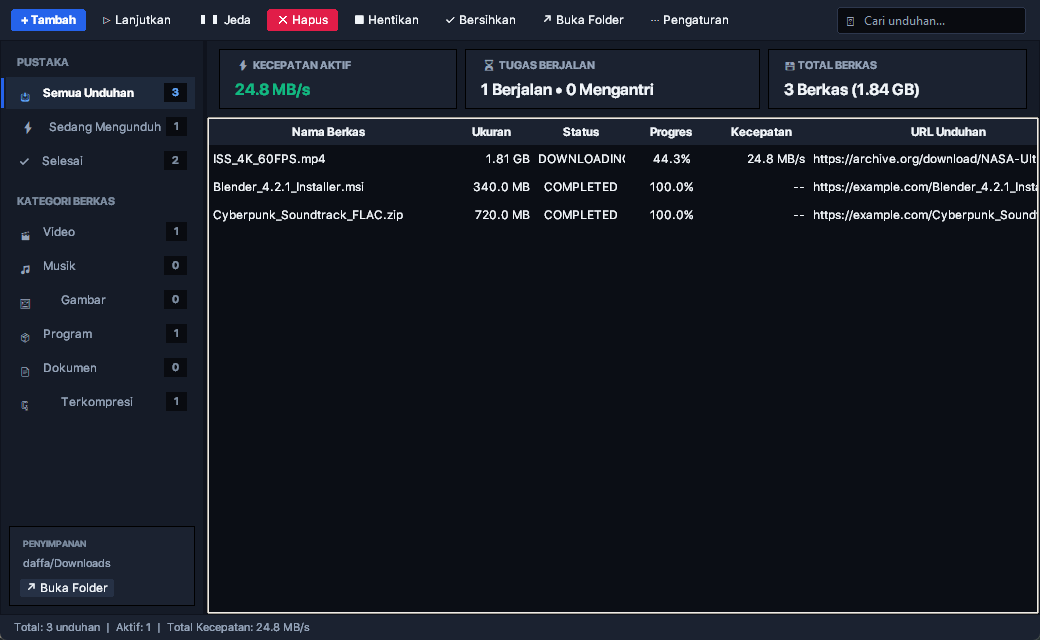 + Tambah ▷ Lanjutkan ❚❚ Jeda ✕ Hapus ■ Hentikan ✓ Bersihkan ↗ Buka Folder ··· Pengaturan Cari unduhan...
PUSTAKA
Semua Unduhan 3
Sedang Mengunduh 1
Selesai 2
KATEGORI BERKAS
Video 1
Musik 0
Gambar 0
Program 1
Dokumen 0
Terkompresi 1
PENYIMPANAN
daffa/Downloads
↗ Buka Folder
KECEPATAN AKTIF
24.8 MB/s
TUGAS BERJALAN
1 Berjalan • 0 Mengantri
TOTAL BERKAS
3 Berkas (1.84 GB)
Nama Berkas Ukuran Status Progres Kecepatan URL Unduhan
ISS_4K_60FPS.mp4 1.81 GB DOWNLOADING 44.3% 24.8 MB/s https://archive.org/download/NASA-Ult
Blender_4.2.1_Installer.msi 340.0 MB COMPLETED 100.0% -- https://example.com/Blender_4.2.1_Insta
Cyberpunk_Soundtrack_FLAC.zip 720.0 MB COMPLETED 100.0% -- https://example.com/Cyberpunk_Sound
Total: 3 unduhan | Aktif: 1 | Total Kecepatan: 24.8 MB/s